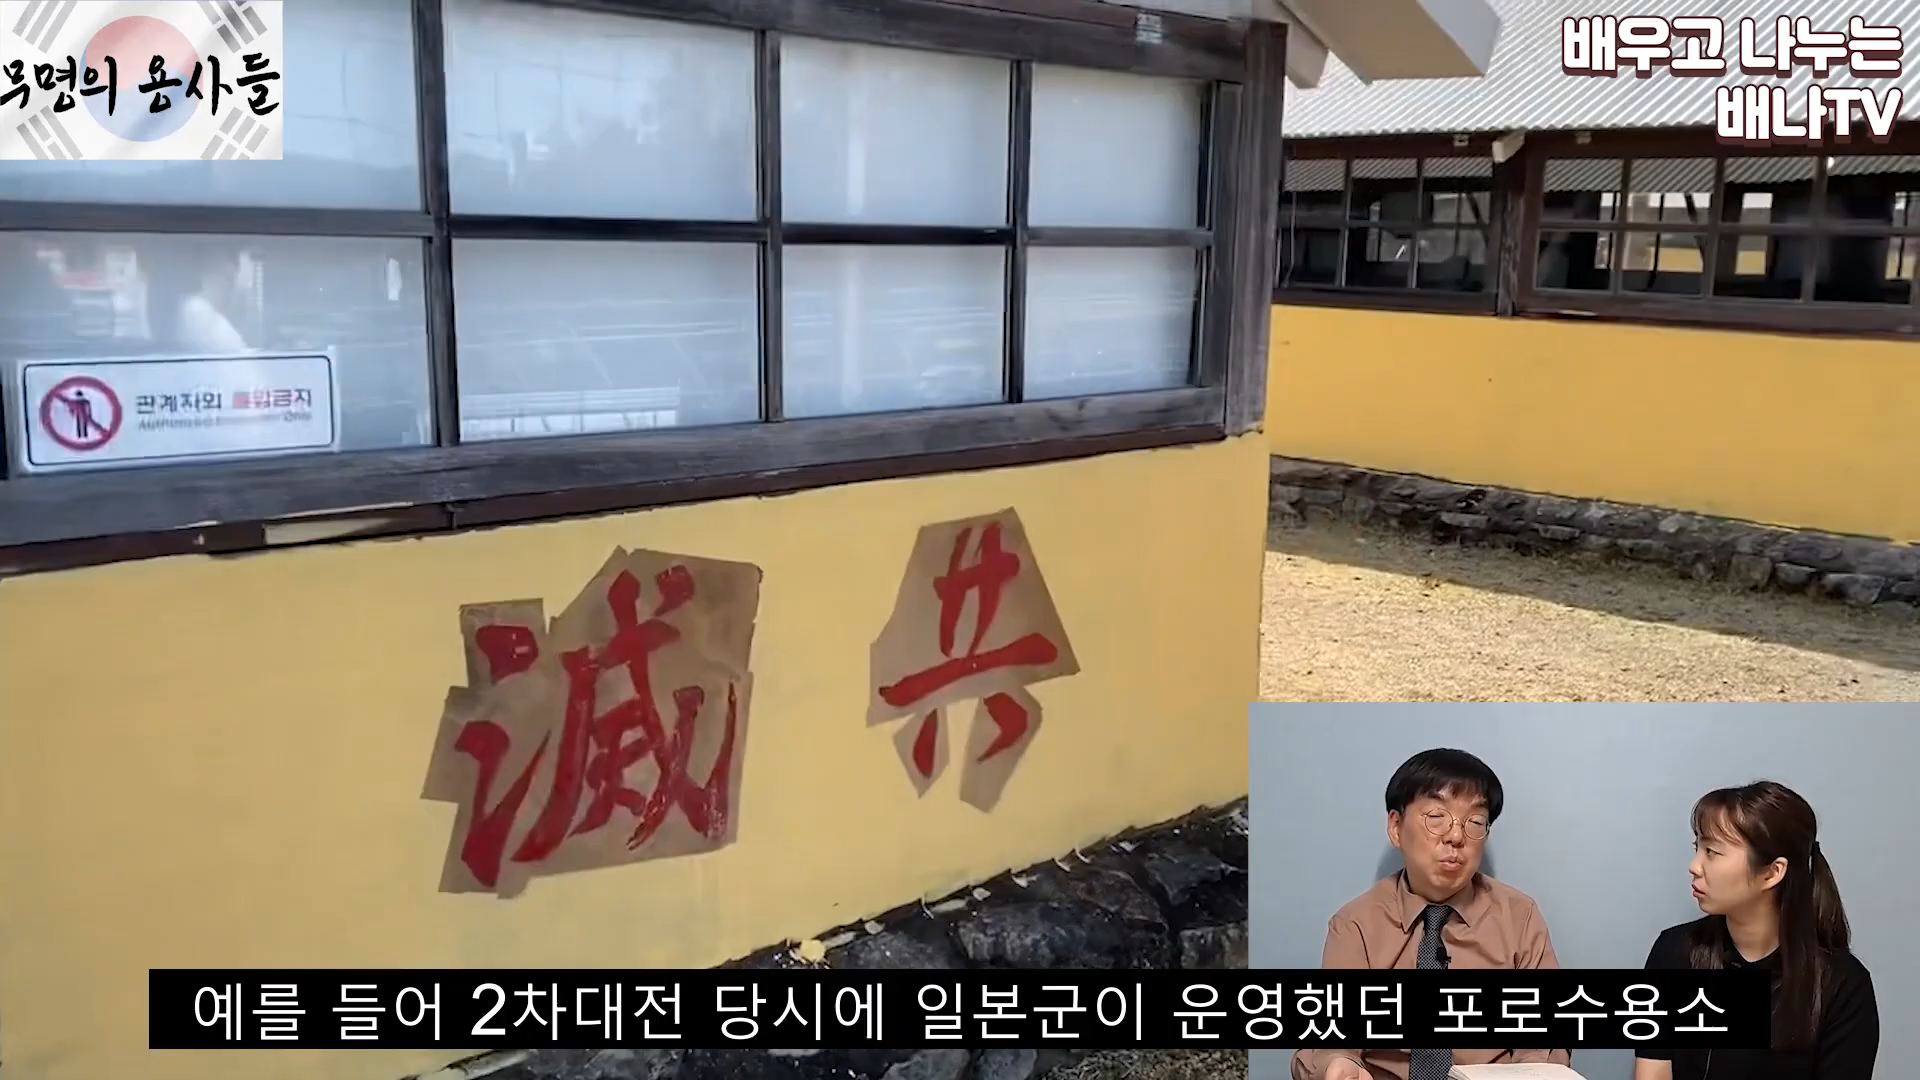 무명의 용사들
배우고 나누는
배나TV
관계자외 출입금지
滅共
예를 들어 2차대전 당시에 일본군이 운영했던 포로수용소